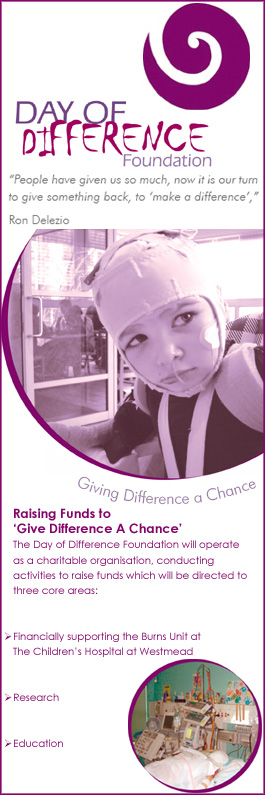 DAY OF
DIFFERENCE
Foundation
“People have given us so much, now it is our turn
to give something back, to ‘make a difference’,”
Ron Delezio
Giving Difference a Chance
Raising Funds to
‘Give Difference A Chance’
The Day of Difference Foundation will operate
as a charitable organisation, conducting
activities to raise funds which will be directed to
three core areas:
➢Financially supporting the Burns Unit at
The Children’s Hospital at Westmead
➢Research
➢Education